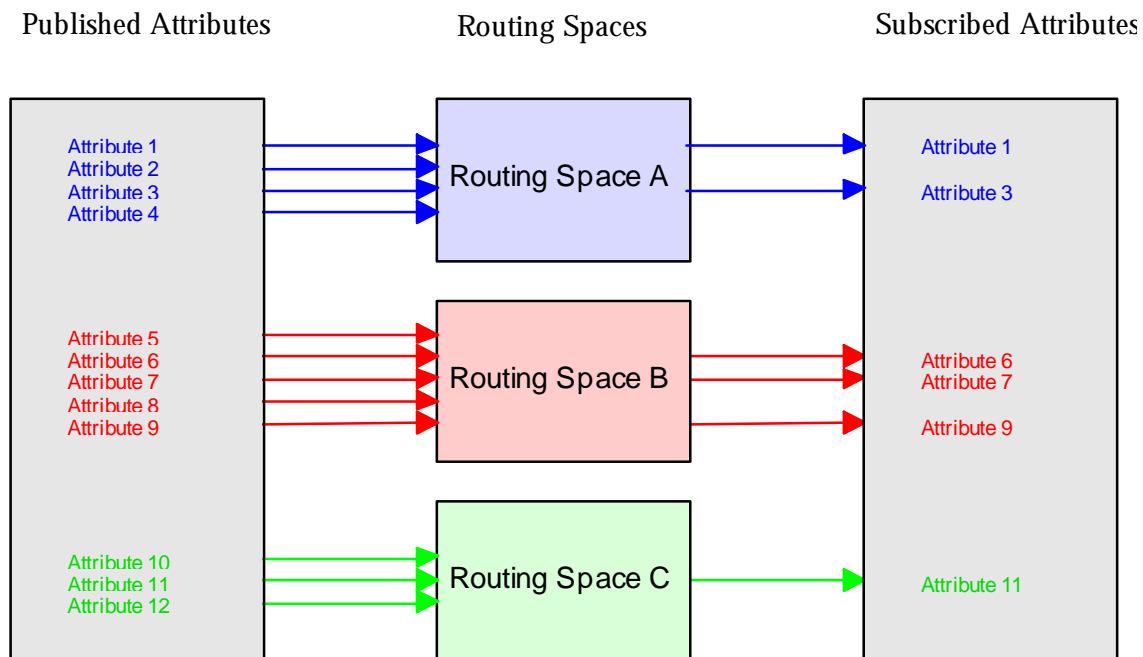 Published Attributes
Routing Spaces
Subscribed Attributes
Attribute 1
Attribute 2
Attribute 3
Attribute 4
Routing Space A
Attribute 1
Attribute 3
Attribute 5
Attribute 6
Attribute 7
Attribute 8
Attribute 9
Routing Space B
Attribute 6
Attribute 7
Attribute 9
Attribute 10
Attribute 11
Attribute 12
Routing Space C
Attribute 11